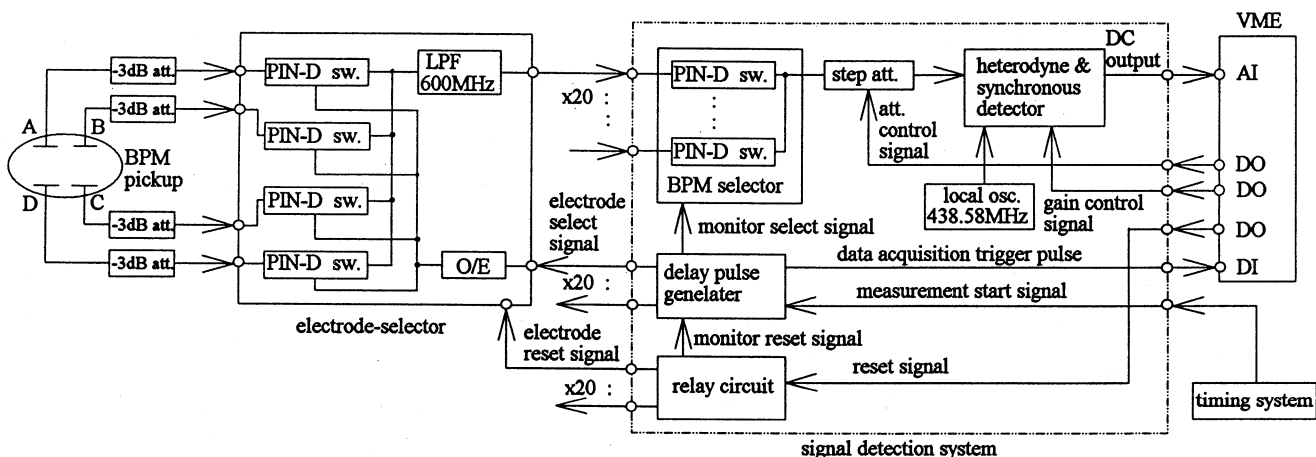 VME
DC
output
-3dB att.
-3dB att.
-3dB att.
-3dB att.
A
B
BPM
pickup
D
C
PIN-D sw.
PIN-D sw.
PIN-D sw.
PIN-D sw.
LPF
600MHz
O/E
electrode-selector
x20 :
PIN-D sw.
PIN-D sw.
BPM selector
step att.
att.
control
signal
heterodyne &
synchronous
detector
local osc.
438.58MHz
gain control
signal
AI
DO
DO
DO
DI
electrode
select
signal
x20 :
monitor select signal
delay pulse
genelater
data acquisition trigger pulse
measurement start signal
monitor reset signal
electrode
reset signal
x20 :
relay circuit
reset signal
timing system
signal detection system